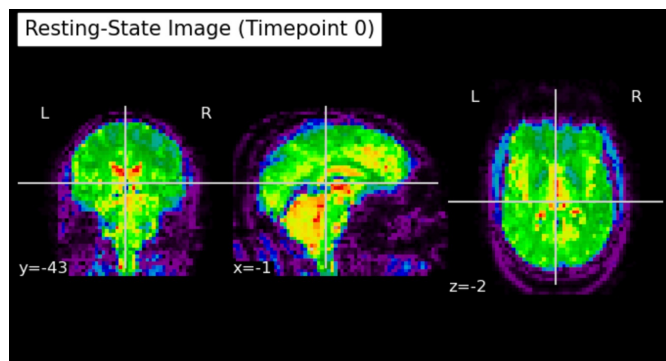 Resting-State Image (Timepoint 0)
L
R
L
R
y=-43
x=-1
z=-2